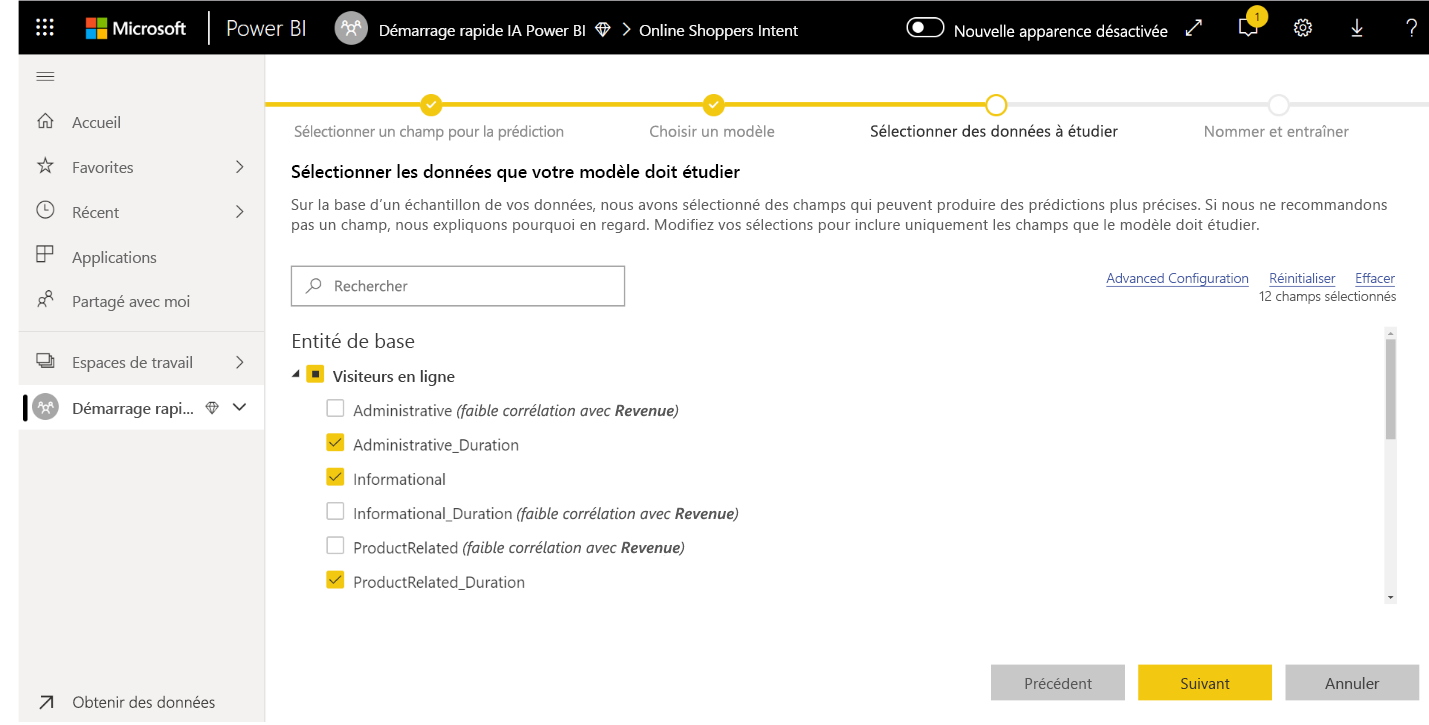 Microsoft Power BI Démarrage rapide IA Power BI > Online Shoppers Intent Nouvelle apparence désactivée 1 ?
Sélectionner un champ pour la prédiction Choisir un modèle Sélectionner des données à étudier Nommer et entraîner
Accueil
Favorites
Récent
Applications
Partagé avec moi
Espaces de travail
Démarrage rapi...
Obtenir des données
Sélectionner les données que votre modèle doit étudier
Sur la base d'un échantillon de vos données, nous avons sélectionné des champs qui peuvent produire des prédictions plus précises. Si nous ne recommandons
pas un champ, nous expliquons pourquoi en regard. Modifiez vos sélections pour inclure uniquement les champs que le modèle doit étudier.
Rechercher
Advanced Configuration Réinitialiser Effacer
12 champs sélectionnés
Entité de base
Visiteurs en ligne
Administrative (faible corrélation avec Revenue)
Administrative_Duration
Informational
Informational_Duration (faible corrélation avec Revenue)
ProductRelated (faible corrélation avec Revenue)
ProductRelated_Duration
Précédent Suivant Annuler